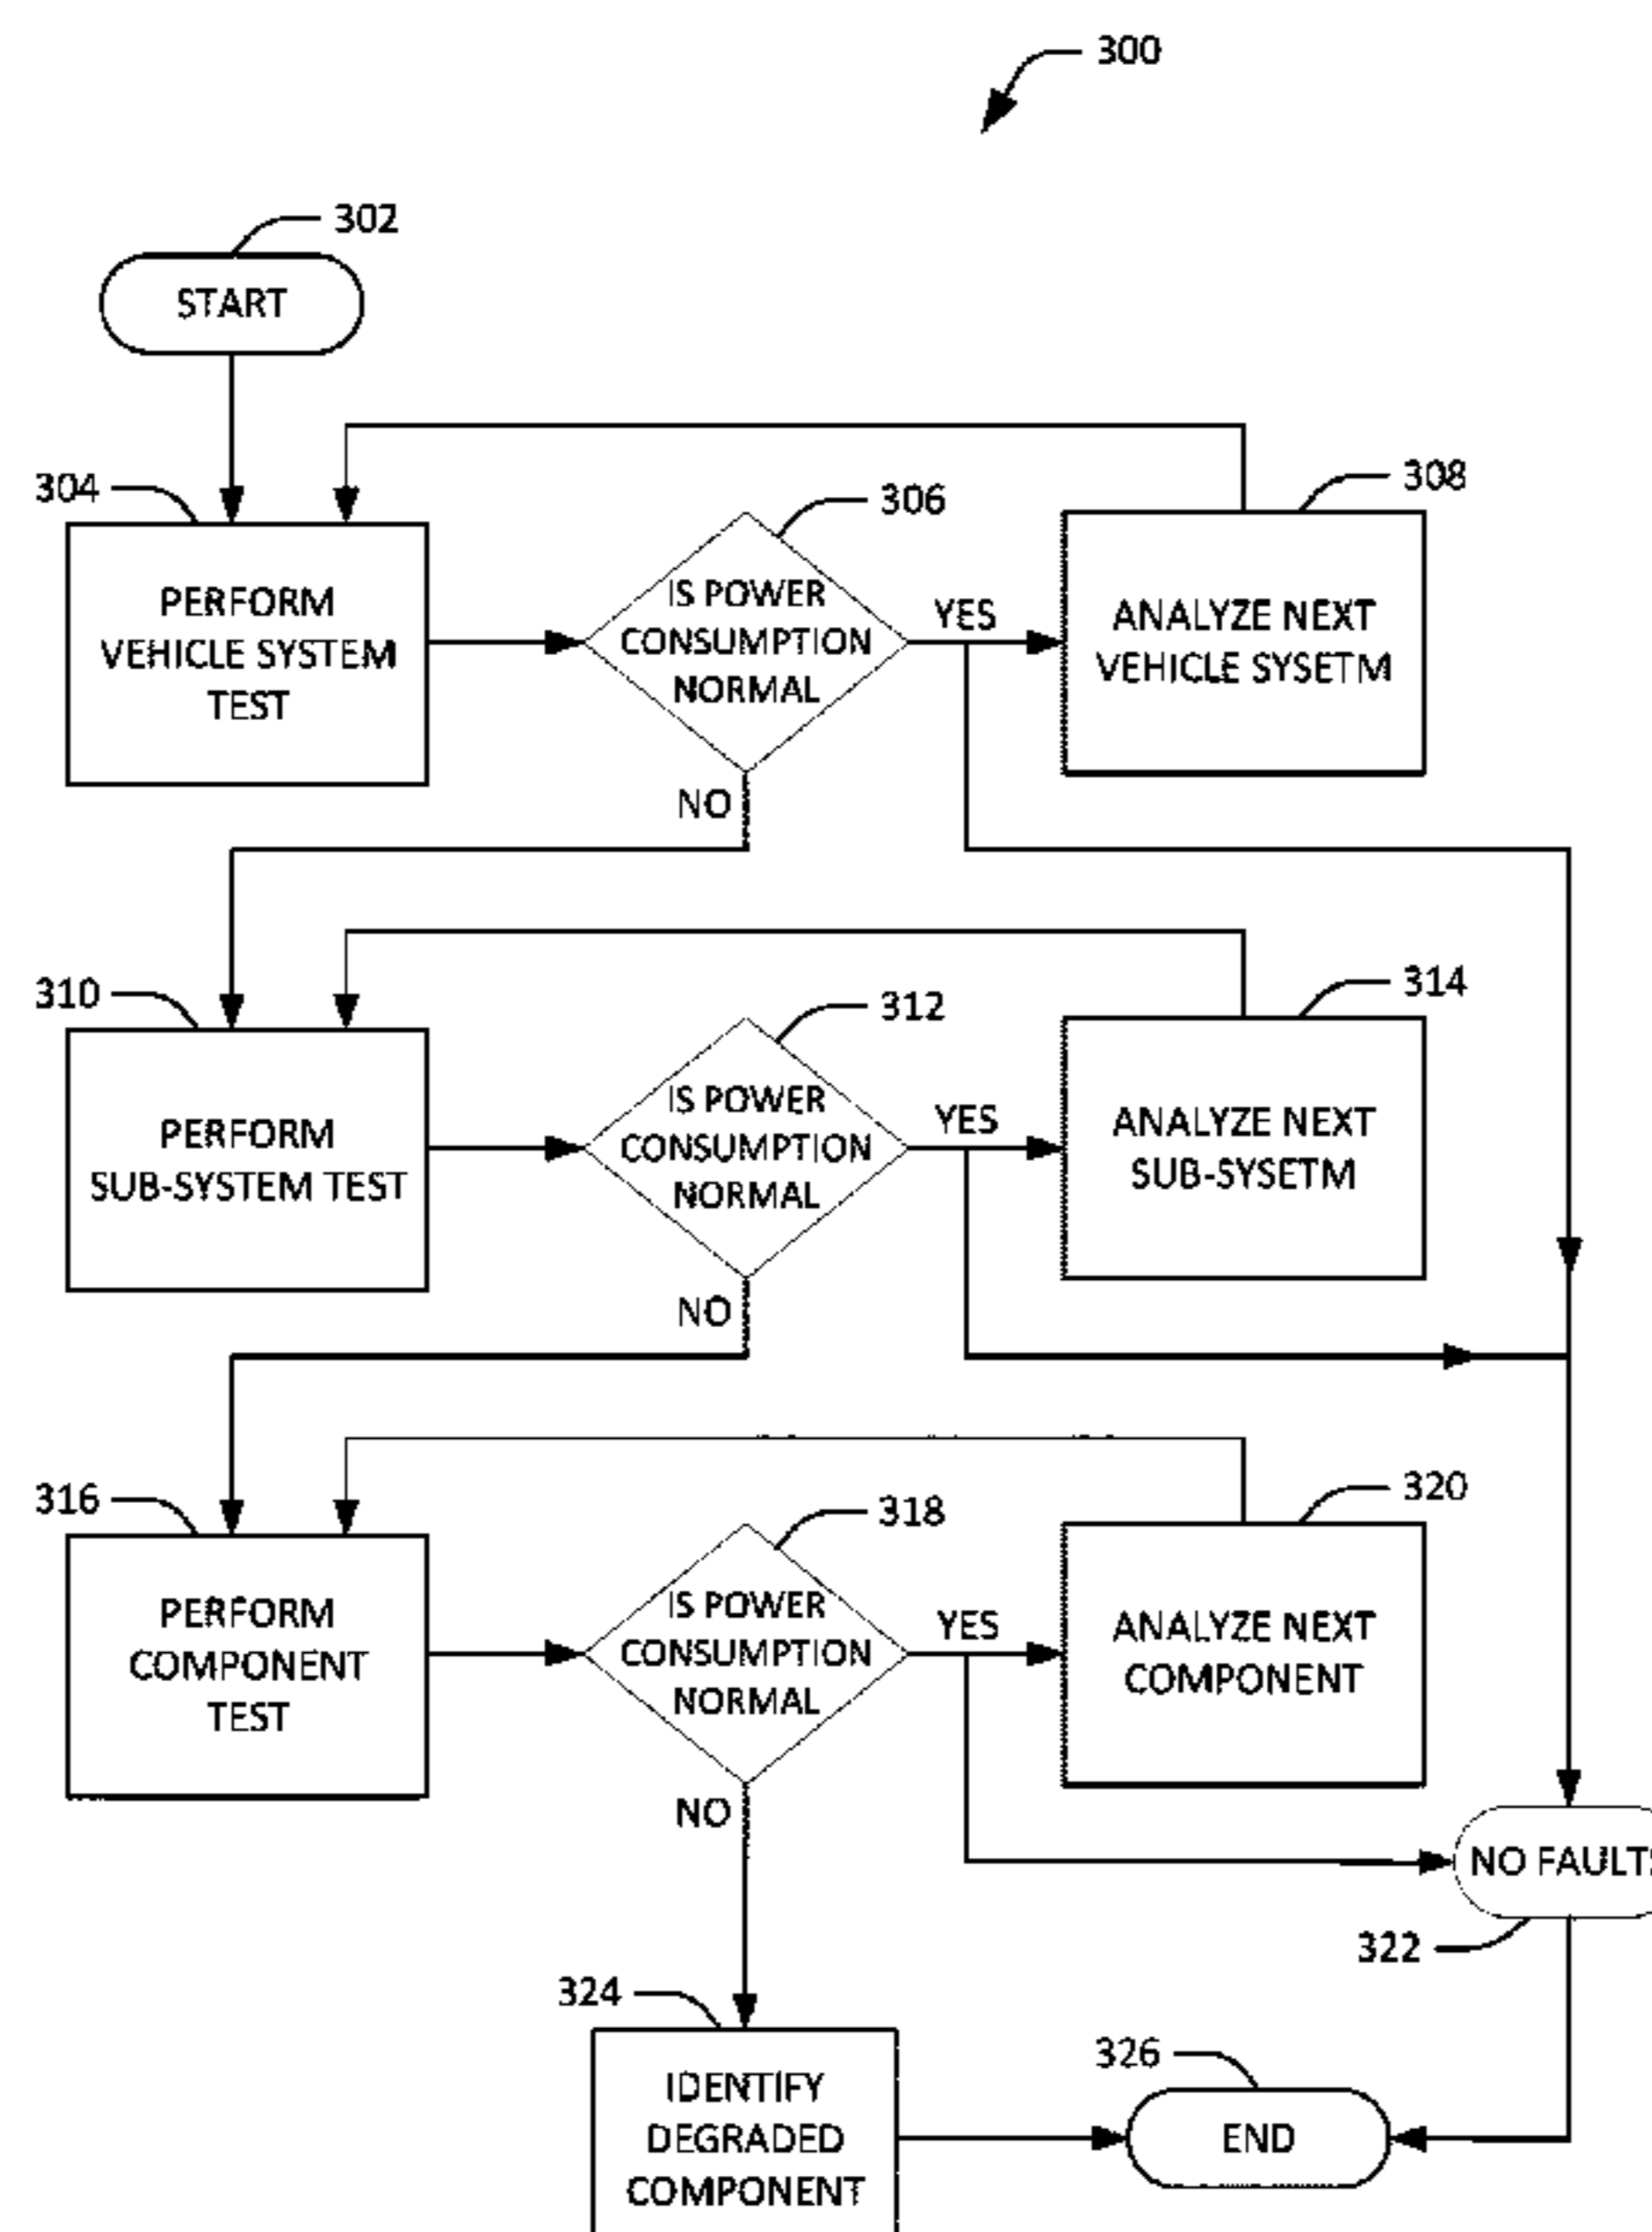 300
302
START
304
PERFORM
VEHICLE SYSTEM
TEST
306
IS POWER
CONSUMPTION
NORMAL
YES
NO
308
ANALYZE NEXT
VEHICLE SYSETM
310
PERFORM
SUB-SYSTEM TEST
312
IS POWER
CONSUMPTION
NORMAL
YES
NO
314
ANALYZE NEXT
SUB-SYSETM
316
PERFORM
COMPONENT
TEST
318
IS POWER
CONSUMPTION
NORMAL
YES
NO
320
ANALYZE NEXT
COMPONENT
NO FAULTS
322
324
IDENTIFY
DEGRADED
COMPONENT
326
END